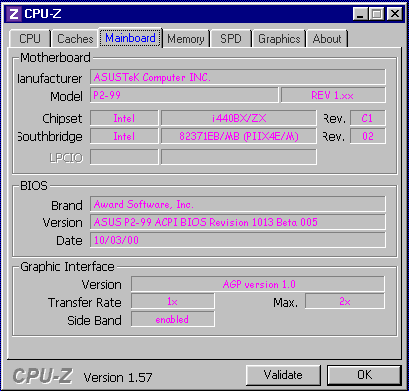 CPU-Z
CPU Caches Mainboard Memory SPD Graphics About
Motherboard
anufacturer ASUSTeK Computer INC.
Model P2-99 REV 1.xx
Chipset Intel i440BX/ZX Rev. C1
Southbridge Intel 82371EB/MB (PIIX4E/M) Rev. 02
LPCIO
BIOS
Brand Award Software, Inc.
Version ASUS P2-99 ACPI BIOS Revision 1013 Beta 005
Date 10/03/00
Graphic Interface
Version AGP version 1.0
Transfer Rate 1x Max. 2x
Side Band enabled
CPU-Z Version 1.57 Validate OK